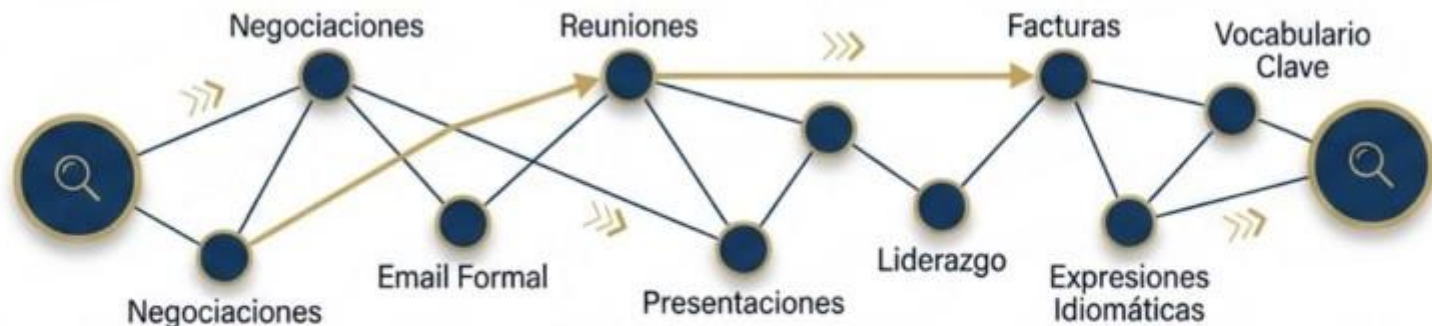 Negociaciones
Reuniones
Facturas
Vocabulario
Clave
Negociaciones
Email Formal
Presentaciones
Liderazgo
Expresiones
Idiomáticas